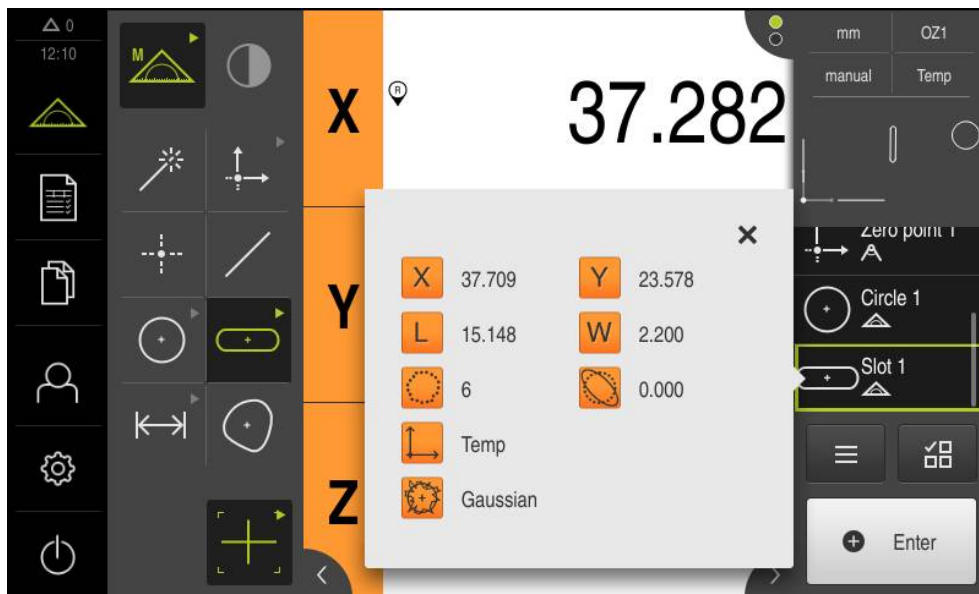 0
12:10
M
X
R
37.282
mm
OZ1
manual
Temp
Zero point 1
Circle 1
Slot 1
Y
Z
X 37.709
Y 23.578
L 15.148
W 2.200
6
0.000
Temp
Gaussian
Enter